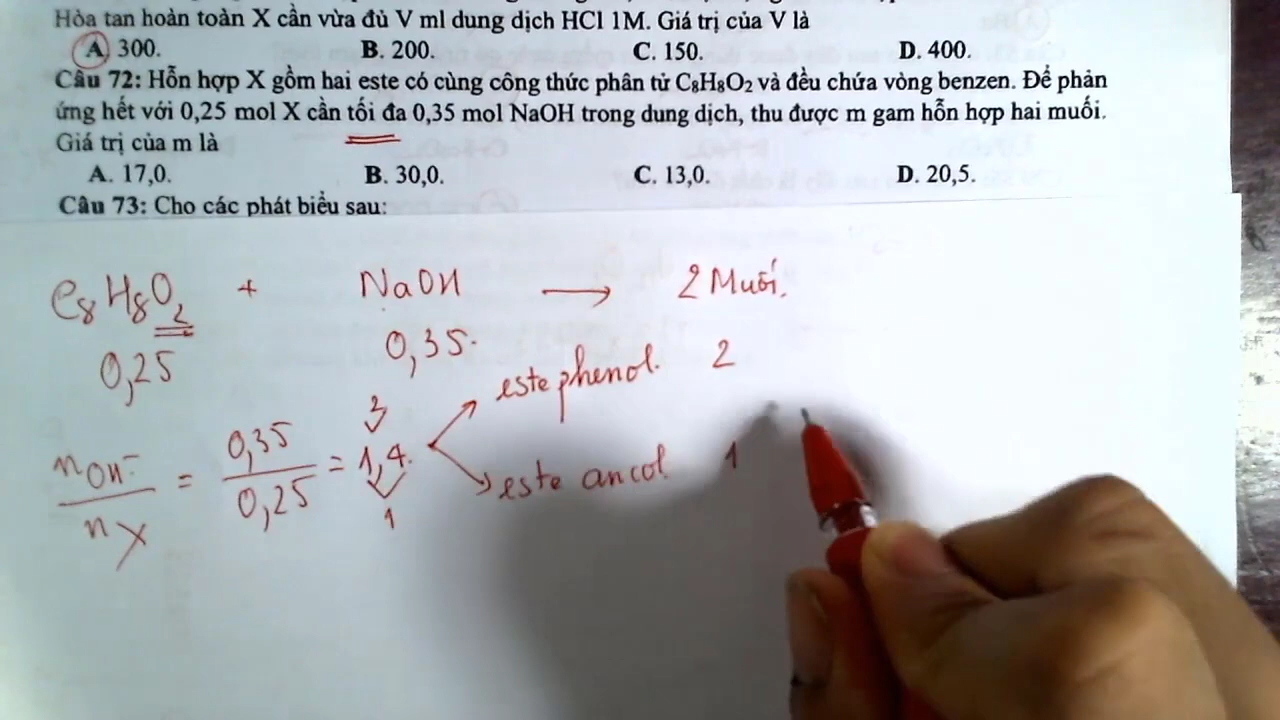 Hòa tan hoàn toàn X cần vừa đủ V ml dung dịch HCl 1M. Giá trị của V là
A. 300. B. 200. C. 150. D. 400.
Câu 72: Hỗn hợp X gồm hai este có cùng công thức phân tử C₈H₈O₂ và đều chứa vòng benzen. Để phản
ứng hết với 0,25 mol X cần tối đa 0,35 mol NaOH trong dung dịch, thu được m gam hỗn hợp hai muối.
Giá trị của m là
A. 17,0. B. 30,0. C. 13,0. D. 20,5.
Câu 73: Cho các phát biểu sau:
C₈H₈O₂ + NaOH ⟶ 2 Muối.
0,25 0,35.
este phenol. 2
nOH⁻ / nX = 0,35 / 0,25 = 1,4.
este ancol 1
1